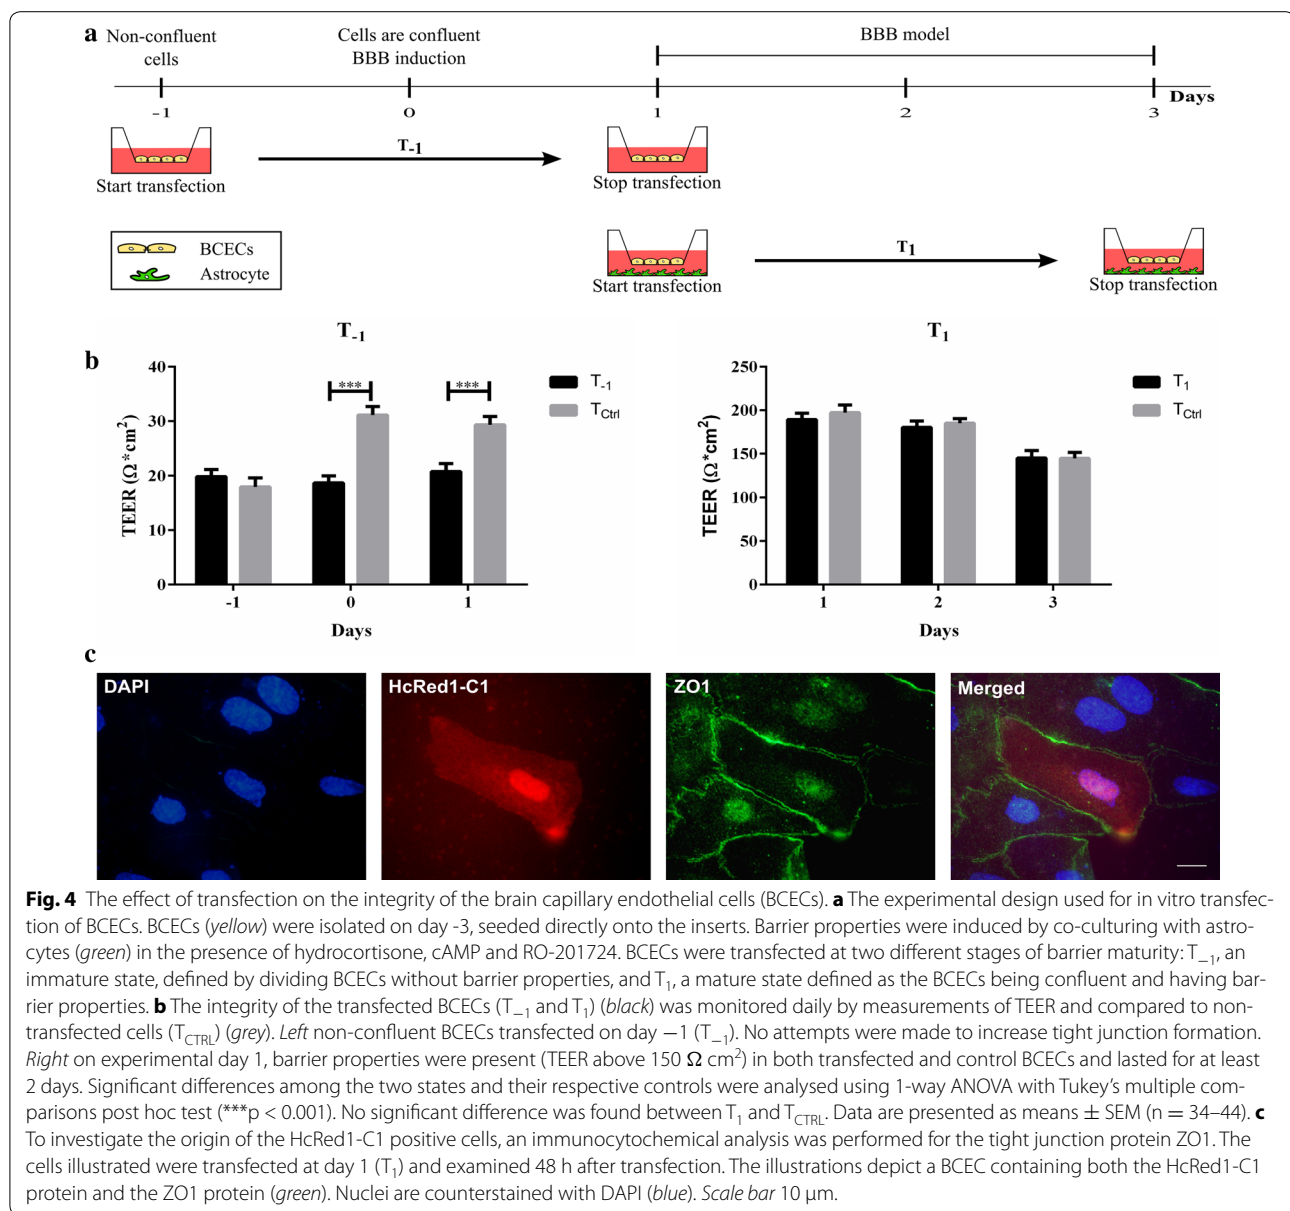 a
Non-confluent
cells
Cells are confluent
BBB induction
BBB model
-1
0
1
2
3
Days
T-1
Start transfection
Stop transfection
BCECs
Astrocyte
T1
Start transfection
Stop transfection
b
T-1
40
30
20
10
0
TEER (Ω*cm²)
***
***
-1
0
1
Days
T-1
TCtrl
T1
250
200
150
100
50
0
TEER (Ω*cm²)
1
2
3
Days
T1
TCtrl
c
DAPI
HcRed1-C1
ZO1
Merged
Fig. 4 The effect of transfection on the integrity of the brain capillary endothelial cells (BCECs). a The experimental design used for in vitro transfec-
tion of BCECs. BCECs (yellow) were isolated on day -3, seeded directly onto the inserts. Barrier properties were induced by co-culturing with astro-
cytes (green) in the presence of hydrocortisone, cAMP and RO-201724. BCECs were transfected at two different stages of barrier maturity: T−1, an
immature state, defined by dividing BCECs without barrier properties, and T1, a mature state defined as the BCECs being confluent and having bar-
rier properties. b The integrity of the transfected BCECs (T−1 and T1) (black) was monitored daily by measurements of TEER and compared to non-
transfected cells (TCTRL) (grey). Left non-confluent BCECs transfected on day −1 (T−1). No attempts were made to increase tight junction formation.
Right on experimental day 1, barrier properties were present (TEER above 150 Ω cm²) in both transfected and control BCECs and lasted for at least
2 days. Significant differences among the two states and their respective controls were analysed using 1-way ANOVA with Tukey's multiple com-
parisons post hoc test (***p < 0.001). No significant difference was found between T1 and TCTRL. Data are presented as means ± SEM (n = 34–44). c
To investigate the origin of the HcRed1-C1 positive cells, an immunocytochemical analysis was performed for the tight junction protein ZO1. The
cells illustrated were transfected at day 1 (T1) and examined 48 h after transfection. The illustrations depict a BCEC containing both the HcRed1-C1
protein and the ZO1 protein (green). Nuclei are counterstained with DAPI (blue). Scale bar 10 µm.